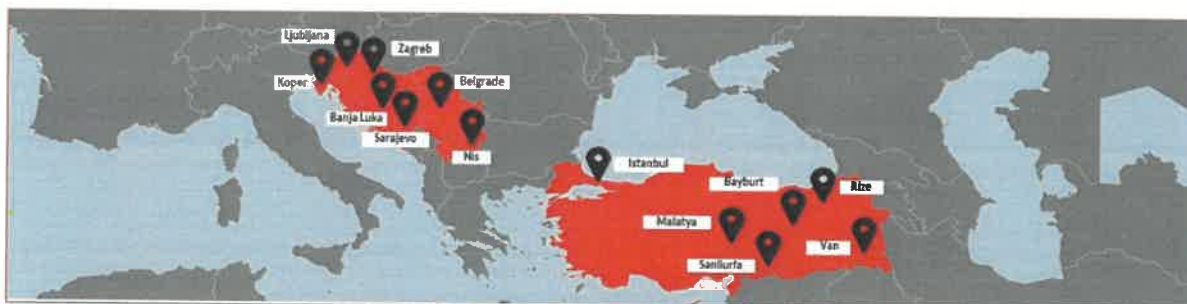 Ljubljana
Zagreb
Koper
Belgrade
Banja Luka
Sarajevo
Nis
Istanbul
Bayburt
Rize
Malatya
Van
Sanliurfa